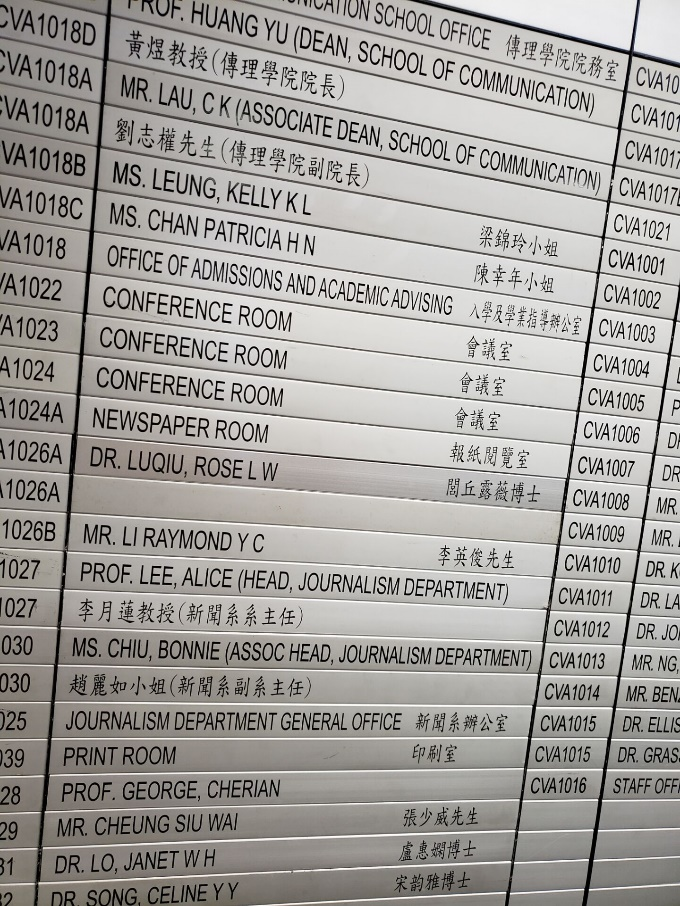 MUNICATION SCHOOL OFFICE 傳理學院院務室
PROF. HUANG YU (DEAN, SCHOOL OF COMMUNICATION)
CVA1018D 黃煜教授(傳理學院院長)
CVA1018A MR. LAU, C K (ASSOCIATE DEAN, SCHOOL OF COMMUNICATION)
VA1018A 劉志權先生(傳理學院副院長)
VA1018B MS. LEUNG, KELLY K L 梁錦玲小姐
VA1018C MS. CHAN PATRICIA H N 陳幸年小姐
VA1018 OFFICE OF ADMISSIONS AND ACADEMIC ADVISING 入學及學業指導辦公室
VA1022 CONFERENCE ROOM 會議室
A1023 CONFERENCE ROOM 會議室
A1024 CONFERENCE ROOM 會議室
A1024A NEWSPAPER ROOM 報紙閱覽室
A1026A DR. LUQIU, ROSE L W 閭丘露薇博士
A1026A
1026B MR. LI RAYMOND Y C 李英俊先生
1027 PROF. LEE, ALICE (HEAD, JOURNALISM DEPARTMENT)
1027 李月蓮教授(新聞系系主任)
030 MS. CHIU, BONNIE (ASSOC HEAD, JOURNALISM DEPARTMENT)
030 趙麗如小姐(新聞系副系主任)
025 JOURNALISM DEPARTMENT GENERAL OFFICE 新聞系辦公室
039 PRINT ROOM 印刷室
28 PROF. GEORGE, CHERIAN
29 MR. CHEUNG SIU WAI 張少威先生
31 DR. LO, JANET W H 盧惠嫻博士
32 DR. SONG, CELINE Y Y 宋韵雅博士
CVA10
CVA101
CVA1017
CVA1017
CVA1021
CVA1001
CVA1002
CVA1003
CVA1004
CVA1005 P
CVA1006 DR
CVA1007 DR.
CVA1008 MR.
CVA1009 MR.
CVA1010 DR. K
CVA1011 DR. LA
CVA1012 DR. JO
CVA1013 MR. NG,
CVA1014 MR. BEN
CVA1015 DR. ELLIS
CVA1015 DR. GRAS
CVA1016 STAFF OFF